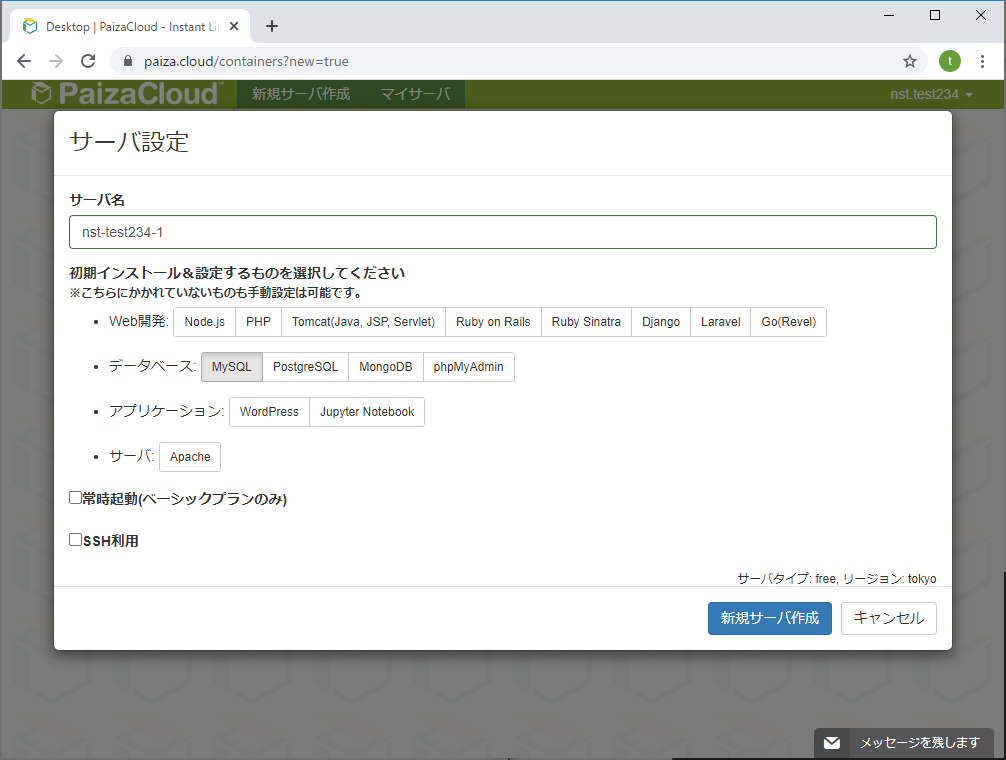 Desktop | PaizaCloud - Instant Li
paiza.cloud/containers?new=true
t
PaizaCloud 新規サーバ作成 マイサーバ nst.test234
サーバ設定
サーバ名
nst-test234-1
初期インストール＆設定するものを選択してください
※こちらにかかれていないものも手動設定は可能です。
Web開発: Node.js PHP Tomcat(Java, JSP, Servlet) Ruby on Rails Ruby Sinatra Django Laravel Go(Revel)
データベース: MySQL PostgreSQL MongoDB phpMyAdmin
アプリケーション: WordPress Jupyter Notebook
サーバ: Apache
常時起動(ベーシックプランのみ)
SSH利用
サーバタイプ: free, リージョン: tokyo
新規サーバ作成 キャンセル
メッセージを残します